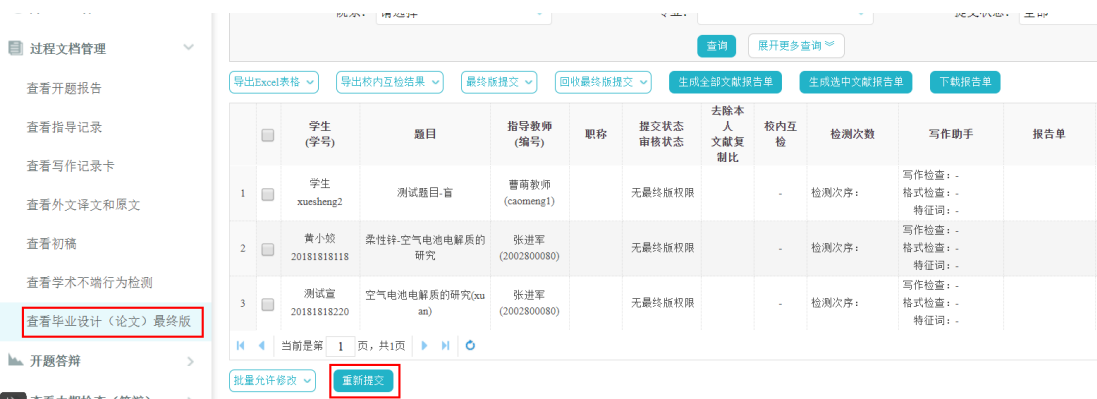 请选择
全部
过程文档管理
查看开题报告
查看指导记录
查看写作记录卡
查看外文译文和原文
查看初稿
查看学术不端行为检测
查看毕业设计（论文）最终版
开题答辩
查询
展开更多查询
导出Excel表格
导出校内互检结果
最终版提交
回收最终版提交
生成全部文献报告单
生成选中文献报告单
下载报告单
学生
(学号)
题目
指导教师
(编号)
职称
提交状态
审核状态
去除本
人
文献复
制比
校内互
检
检测次数
写作助手
报告单
1
学生
xuesheng2
测试题目-盲
曹萌教师
(caomeng1)
无最终版权限
-
检测次序：
写作检查：-
格式检查：-
特征词：-
2
黄小姣
20181818118
柔性锌-空气电池电解质的
研究
张进军
(2002800080)
无最终版权限
-
检测次序：
写作检查：-
格式检查：-
特征词：-
3
测试宣
20181818220
空气电池电解质的研究(xu
an)
张进军
(2002800080)
无最终版权限
-
检测次序：
写作检查：-
格式检查：-
特征词：-
当前是第 1 页，共1页
批量允许修改
重新提交